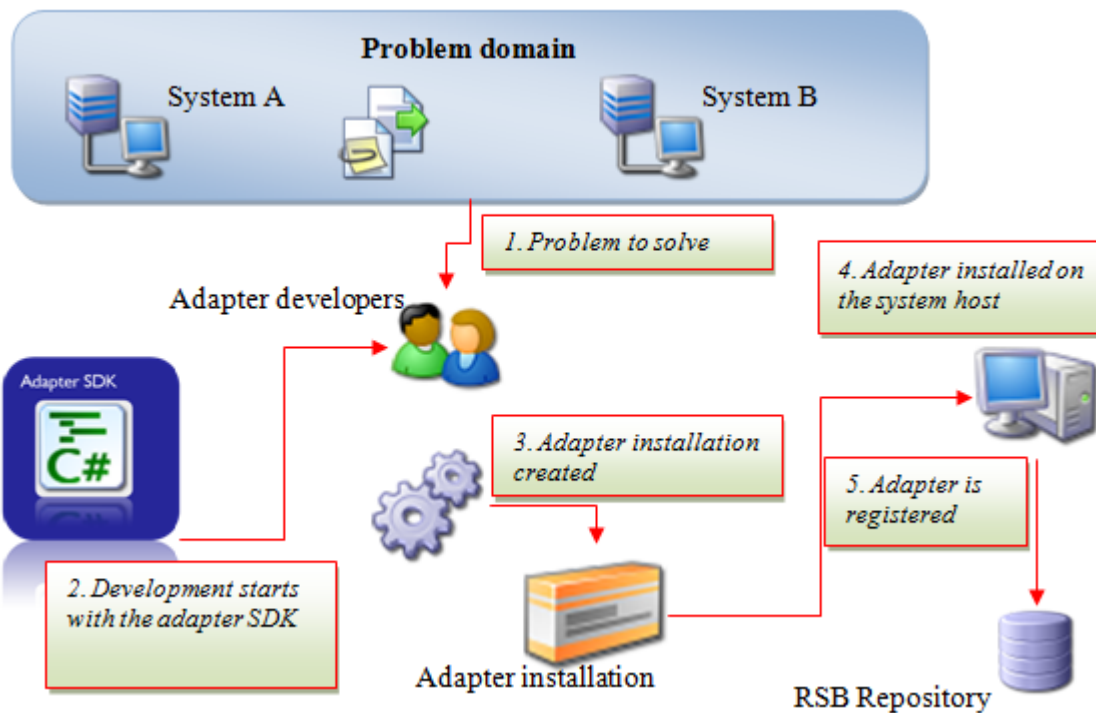 Problem domain
System A
System B
1. Problem to solve
4. Adapter installed on
the system host
Adapter developers
Adapter SDK
C#
3. Adapter installation
created
5. Adapter is
registered
2. Development starts
with the adapter SDK
Adapter installation
RSB Repository